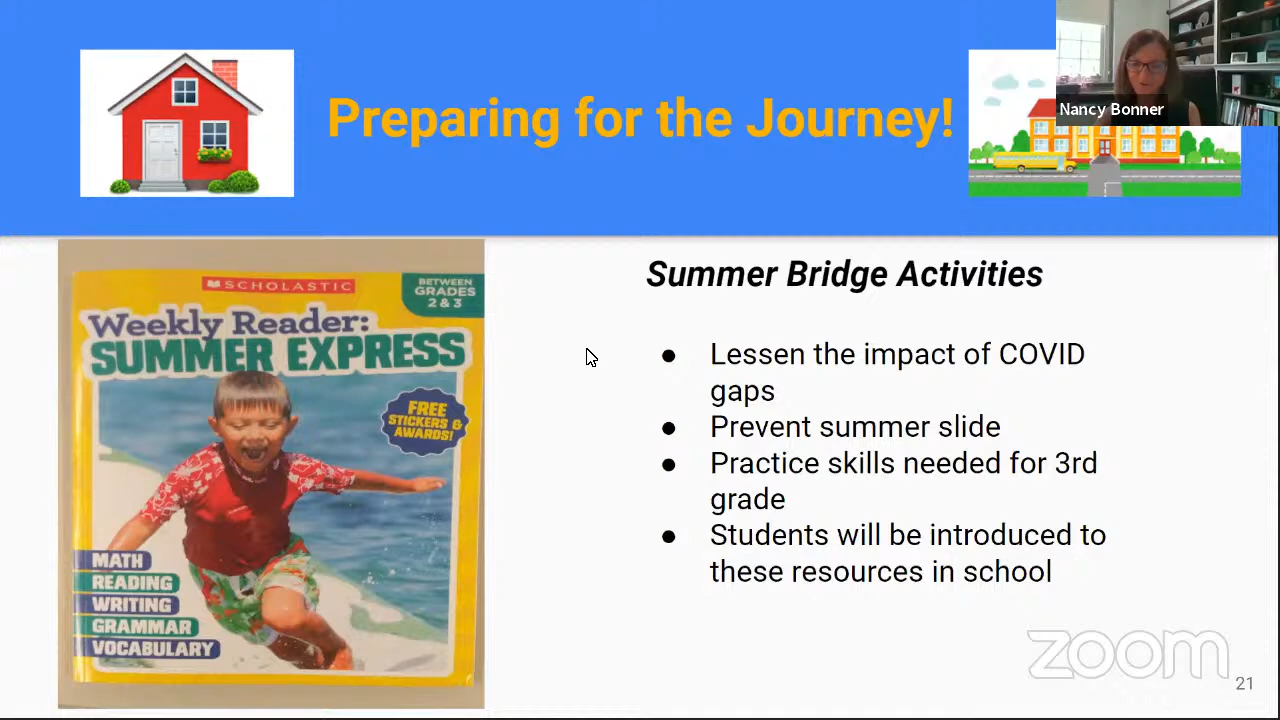 Preparing for the Journey!
Nancy Bonner
SCHOLASTIC
BETWEEN
GRADES
2 & 3
Weekly Reader:
SUMMER EXPRESS
FREE
STICKERS &
AWARDS!
MATH
READING
WRITING
GRAMMAR
VOCABULARY
Summer Bridge Activities
● Lessen the impact of COVID
gaps
● Prevent summer slide
● Practice skills needed for 3rd
grade
● Students will be introduced to
these resources in school
zoom
21